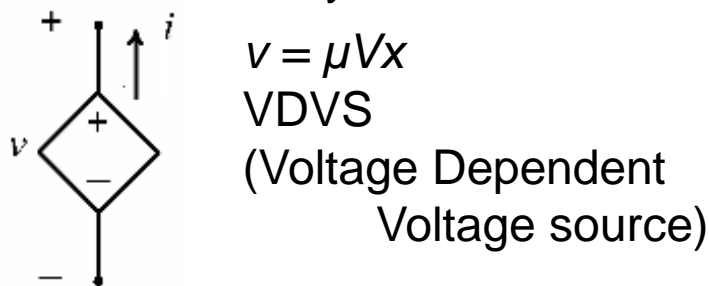 + i
v = μVx
+
VDVS
v
(Voltage Dependent
–
Voltage source)
–